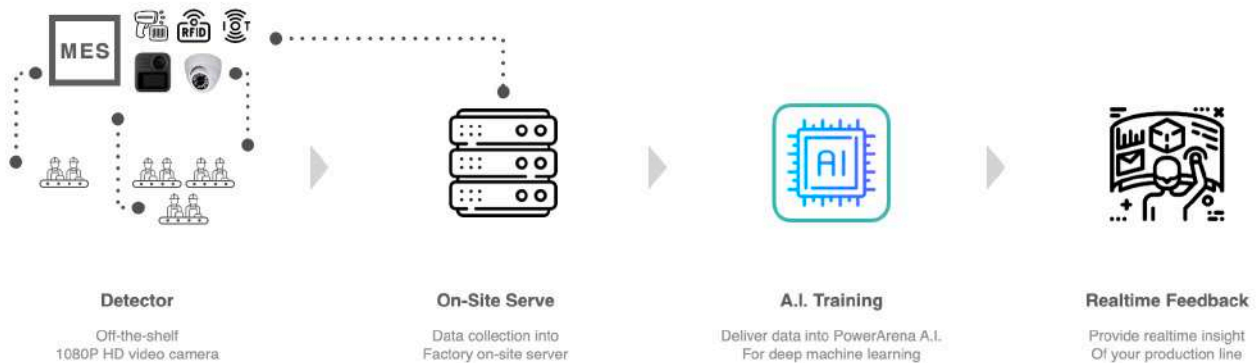 MES
RFID
I T
AI
Detector
Off-the-shelf
1080P HD video camera
On-Site Serve
Data collection into
Factory on-site server
A.I. Training
Deliver data into PowerArena A.I.
For deep machine learning
Realtime Feedback
Provide realtime insight
Of your production line